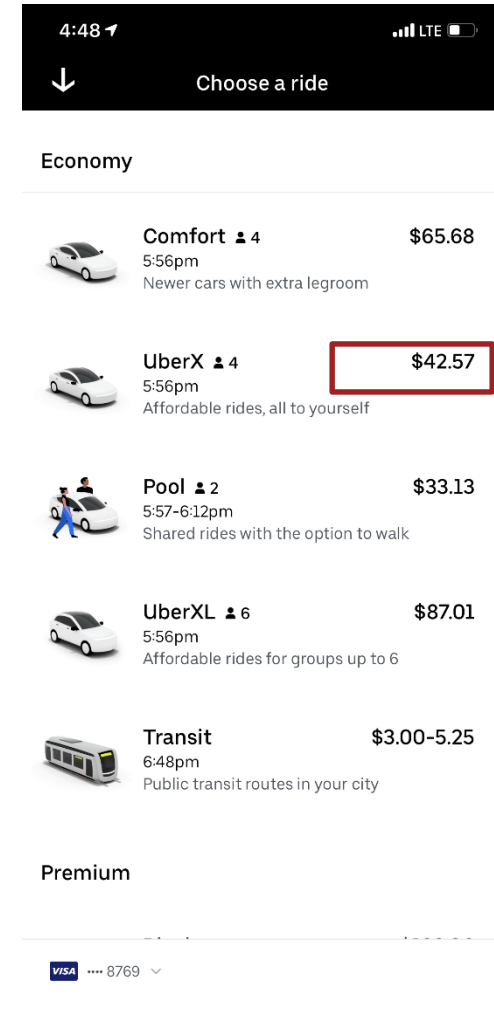 4:48 LTE
Choose a ride
Economy
Comfort 4 $65.68
5:56pm
Newer cars with extra legroom
UberX 4 $42.57
5:56pm
Affordable rides, all to yourself
Pool 2 $33.13
5:57-6:12pm
Shared rides with the option to walk
UberXL 6 $87.01
5:56pm
Affordable rides for groups up to 6
Transit $3.00-5.25
6:48pm
Public transit routes in your city
Premium
VISA •••• 8769